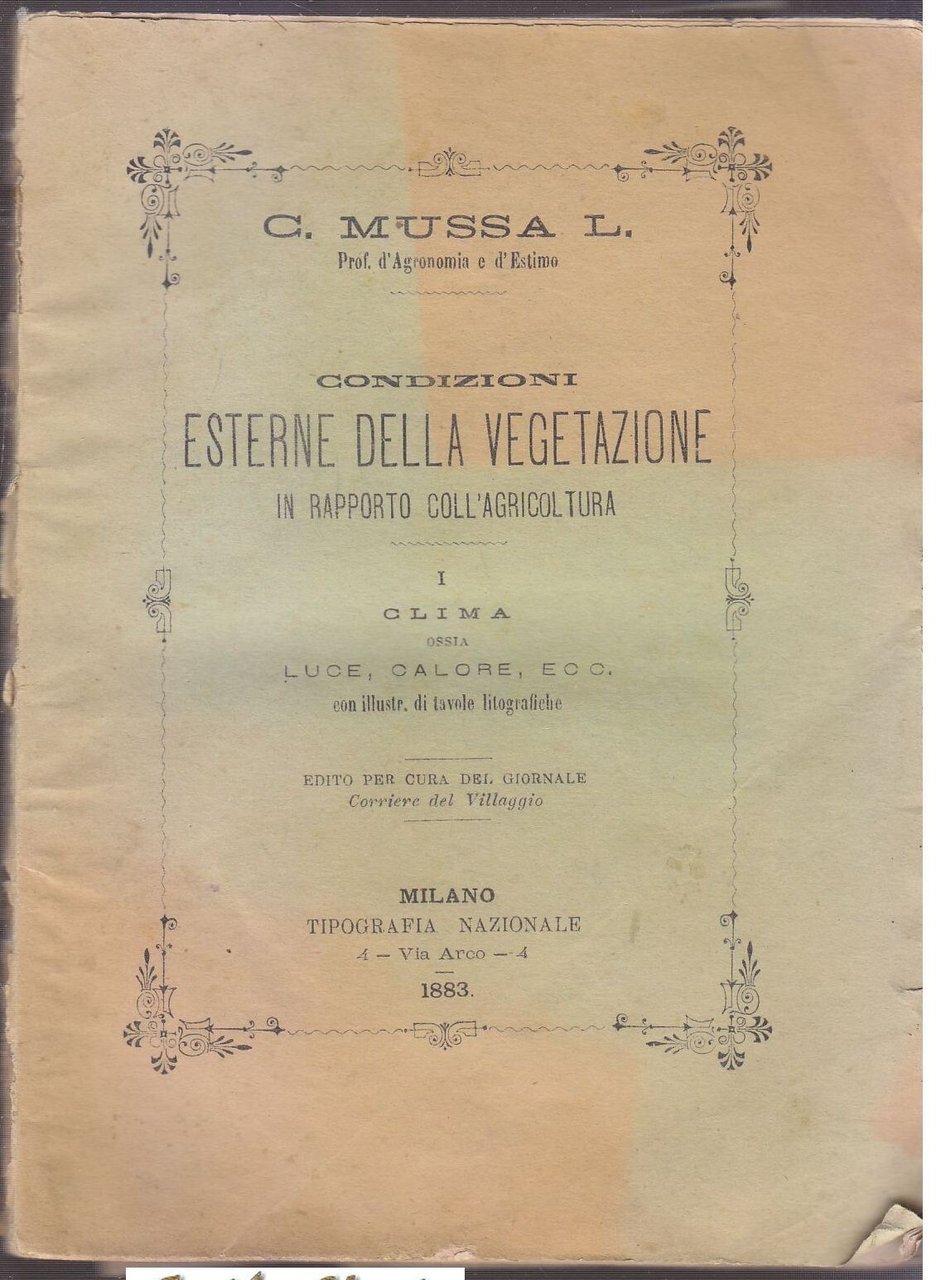 C. MUSSA L.
Prof. d'Agronomia e d'Estimo
CONDIZIONI
ESTERNE DELLA VEGETAZIONE
IN RAPPORTO COLL'AGRICOLTURA
I
CLIMA
OSSIA
LUCE, CALORE, ECC.
con illustr. di tavole litografiche
EDITO PER CURA DEL GIORNALE
Corriere del Villaggio
MILANO
TIPOGRAFIA NAZIONALE
4 — Via Arco — 4
1883.